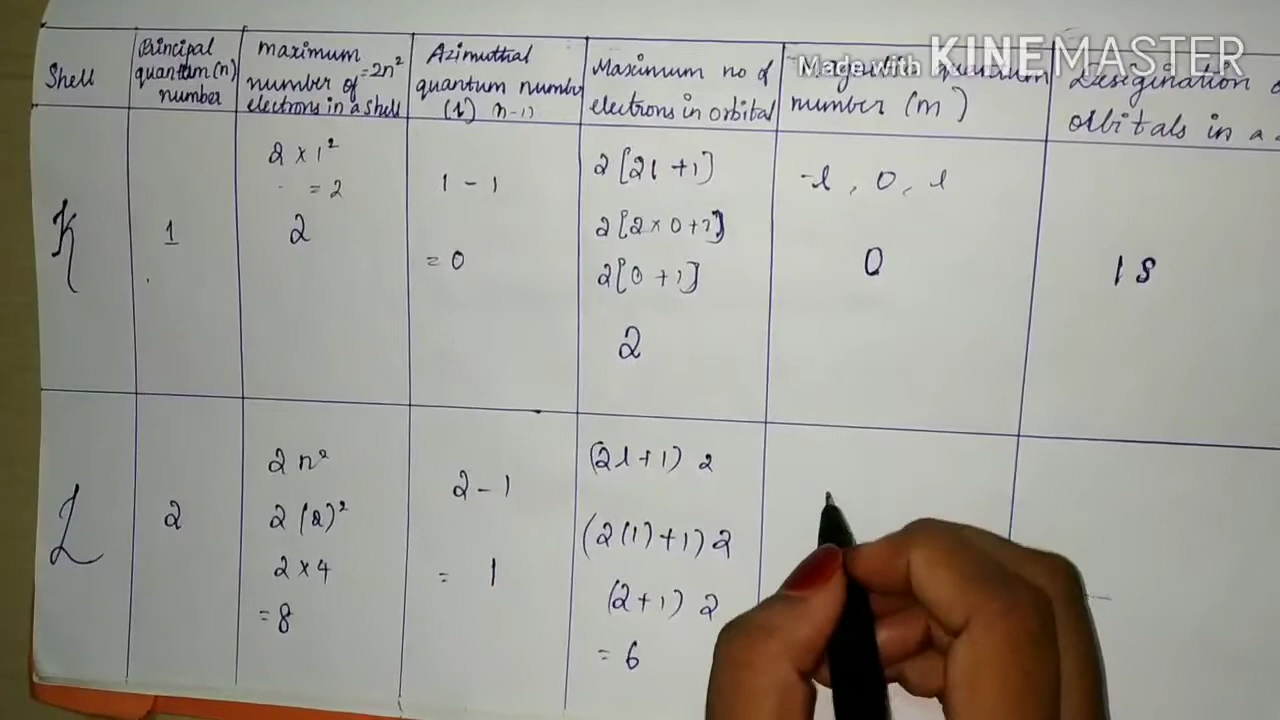 Shell
Principal
quantum (n)
number
maximum
number of =2n²
electrons in a shell
Azimuthal
quantum number
(l) n-1)
Maximum no of
electrons in orbital
Made with KINEMASTER
Magnetic quantum
number (m)
Desigination
orbitals in a
K
1
2 × 1²
= 2
2
1 - 1
= 0
2[2l + 1]
2[2 × 0 + 1]
2[0 + 1]
2
-l , 0 , l
0
1s
L
2
2 n²
2 (2)²
2 × 4
= 8
2 - 1
= 1
(2l + 1) 2
(2(1) + 1) 2
(2 + 1) 2
= 6